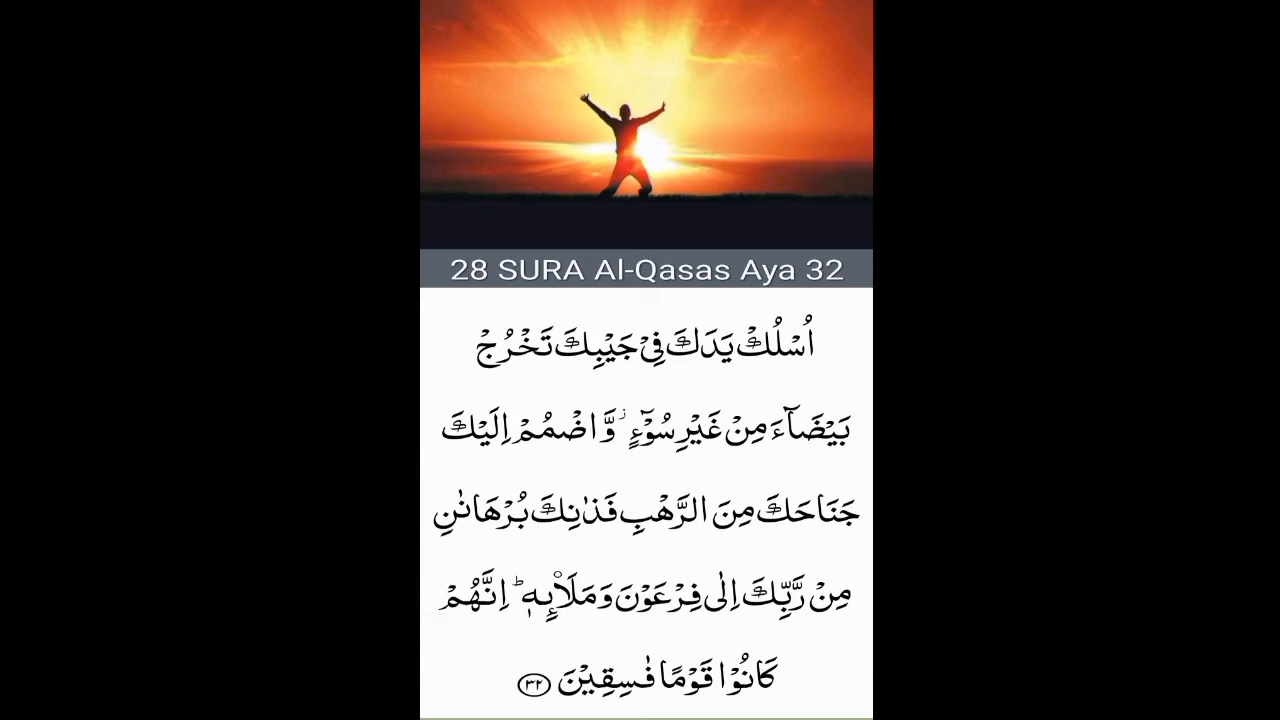 28 SURA Al-Qasas Aya 32
اُسْلُكْ يَدَكَ فِىْ جَيْبِكَ تَخْرُجْ
بَيْضَآءَ مِنْ غَيْرِ سُوْٓءٍ ۡ وَّاضْمُمْ اِلَيْكَ
جَنَاحَكَ مِنَ الرَّهْبِ فَذٰنِكَ بُرْهَانٰنِ
مِنْ رَّبِّكَ اِلٰى فِرْعَوْنَ وَمَلَا۟ئِهٖ ؕ اِنَّهُمْ
كَانُوْا قَوْمًا فٰسِقِيْنَ ۳۲